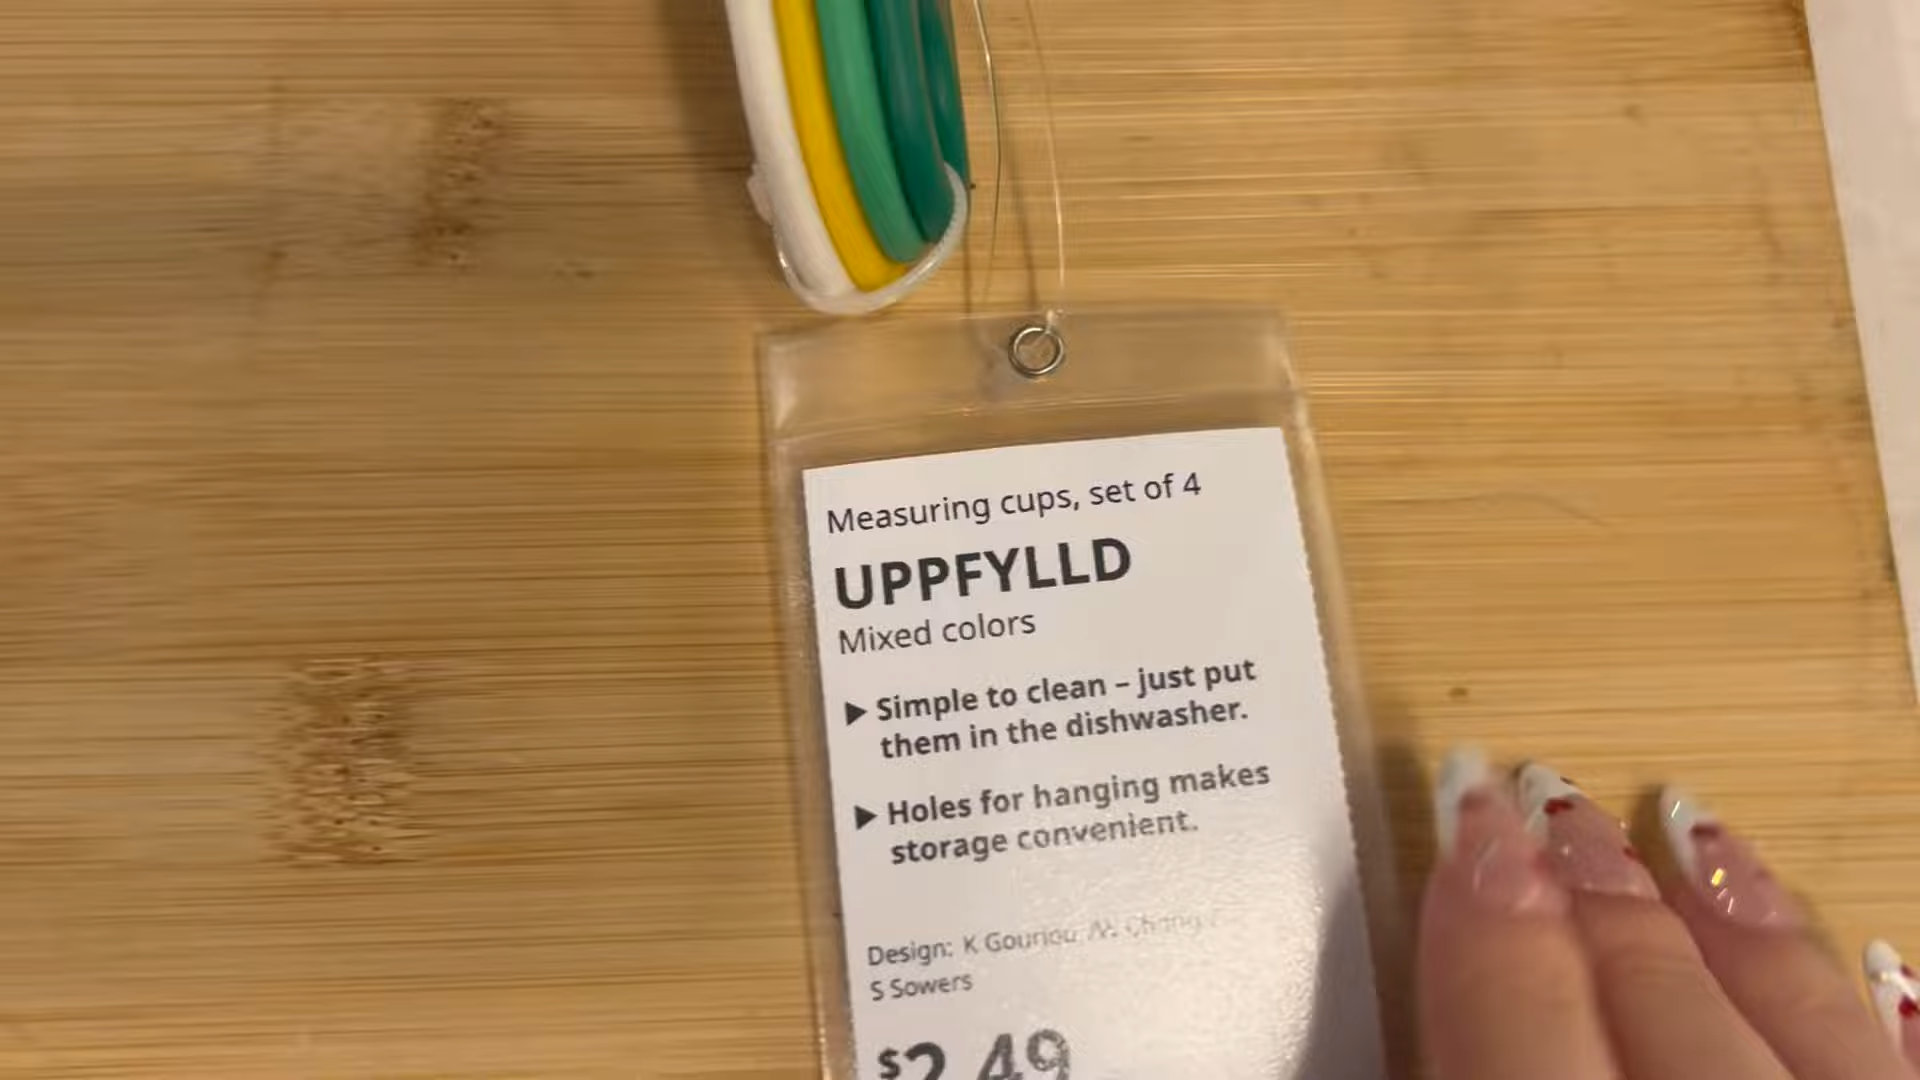 Measuring cups, set of 4
UPPFYLLD
Mixed colors
▶ Simple to clean – just put
them in the dishwasher.
▶ Holes for hanging makes
storage convenient.
Design: K Gouriou
S Sowers
$2.49